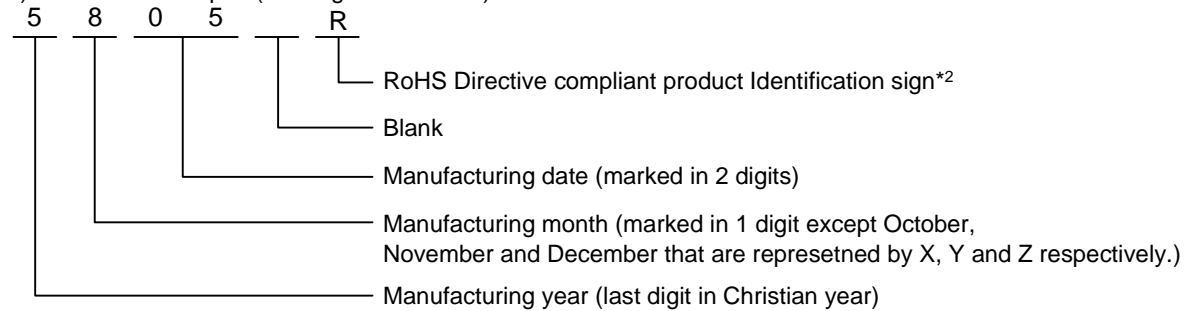 5 8 0 5 R
RoHS Directive compliant product Identification sign*2
Blank
Manufacturing date (marked in 2 digits)
Manufacturing month (marked in 1 digit except October,
November and December that are represetned by X, Y and Z respectively.)
Manufacturing year (last digit in Christian year)